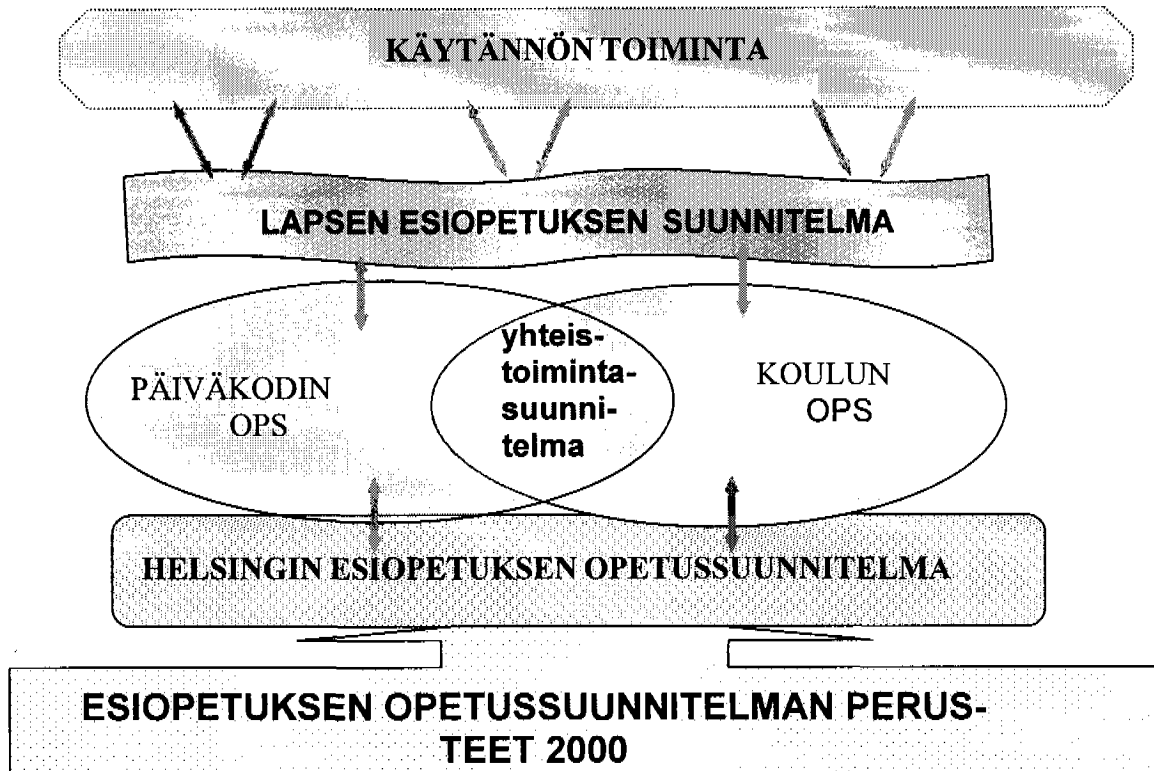 KÄYTÄNNÖN TOIMINTA
LAPSEN ESIOPETUKSEN SUUNNITELMA
PÄIVÄKODIN
OPS
yhteis-
toiminta-
suunni-
telma
KOULUN
OPS
HELSINGIN ESIOPETUKSEN OPETUSSUUNNITELMA
ESIOPETUKSEN OPETUSSUUNNITELMAN PERUS-
TEET 2000